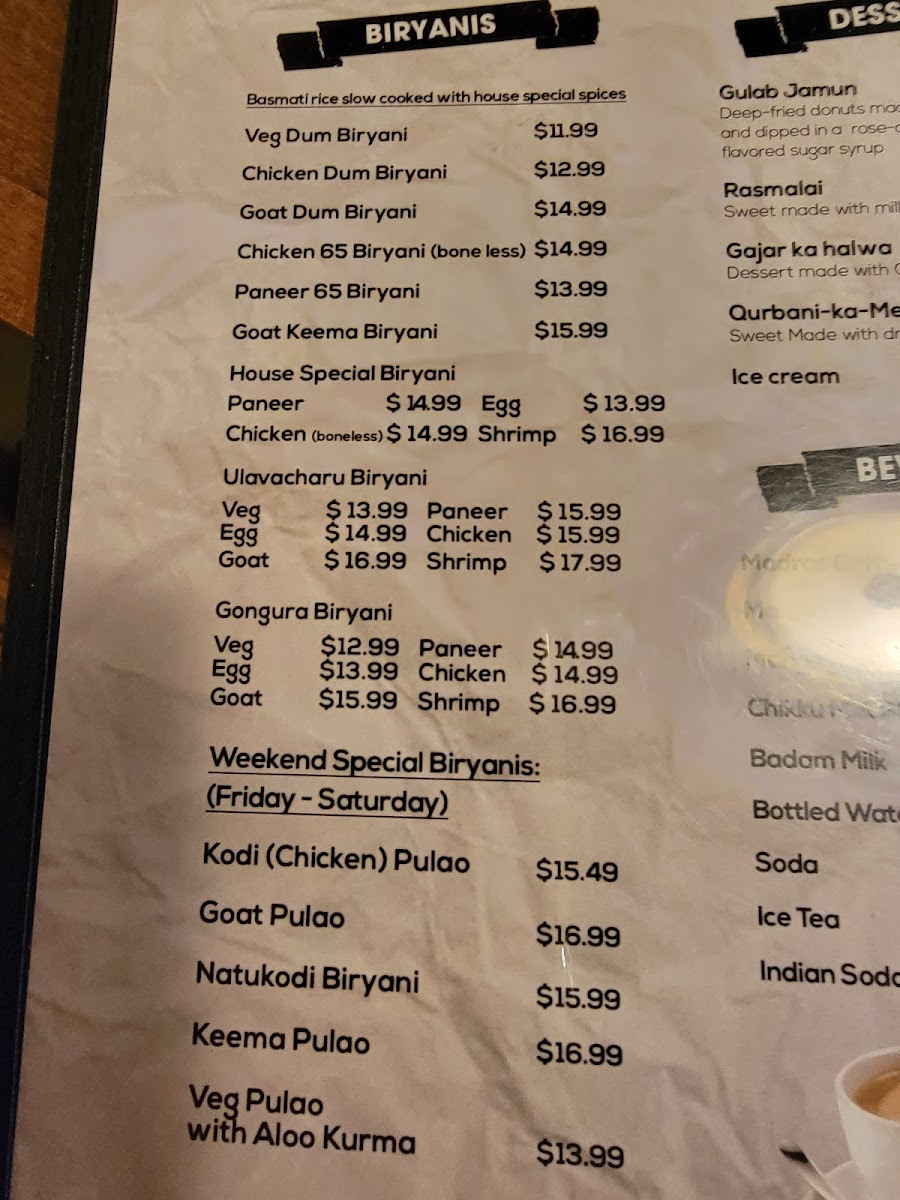 BIRYANIS
Basmati rice slow cooked with house special spices
Veg Dum Biryani $11.99
Chicken Dum Biryani $12.99
Goat Dum Biryani $14.99
Chicken 65 Biryani (bone less) $14.99
Paneer 65 Biryani $13.99
Goat Keema Biryani $15.99
House Special Biryani
Paneer $ 14.99 Egg $ 13.99
Chicken (boneless) $ 14.99 Shrimp $ 16.99
Ulavacharu Biryani
Veg $ 13.99 Paneer $ 15.99
Egg $ 14.99 Chicken $ 15.99
Goat $ 16.99 Shrimp $ 17.99
Gongura Biryani
Veg $12.99 Paneer $ 14.99
Egg $13.99 Chicken $ 14.99
Goat $15.99 Shrimp $ 16.99
Weekend Special Biryanis:
(Friday - Saturday)
Kodi (Chicken) Pulao $15.49
Goat Pulao $16.99
Natukodi Biryani $15.99
Keema Pulao $16.99
Veg Pulao
with Aloo Kurma $13.99
DESS
Gulab Jamun
Deep-fried donuts mad
and dipped in a rose-
flavored sugar syrup
Rasmalai
Sweet made with milk
Gajar ka halwa
Dessert made with
Qurbani-ka-Me
Sweet Made with dr
Ice cream
BEV
Madras
Chikku Milk
Badam Milk
Bottled Wate
Soda
Ice Tea
Indian Soda